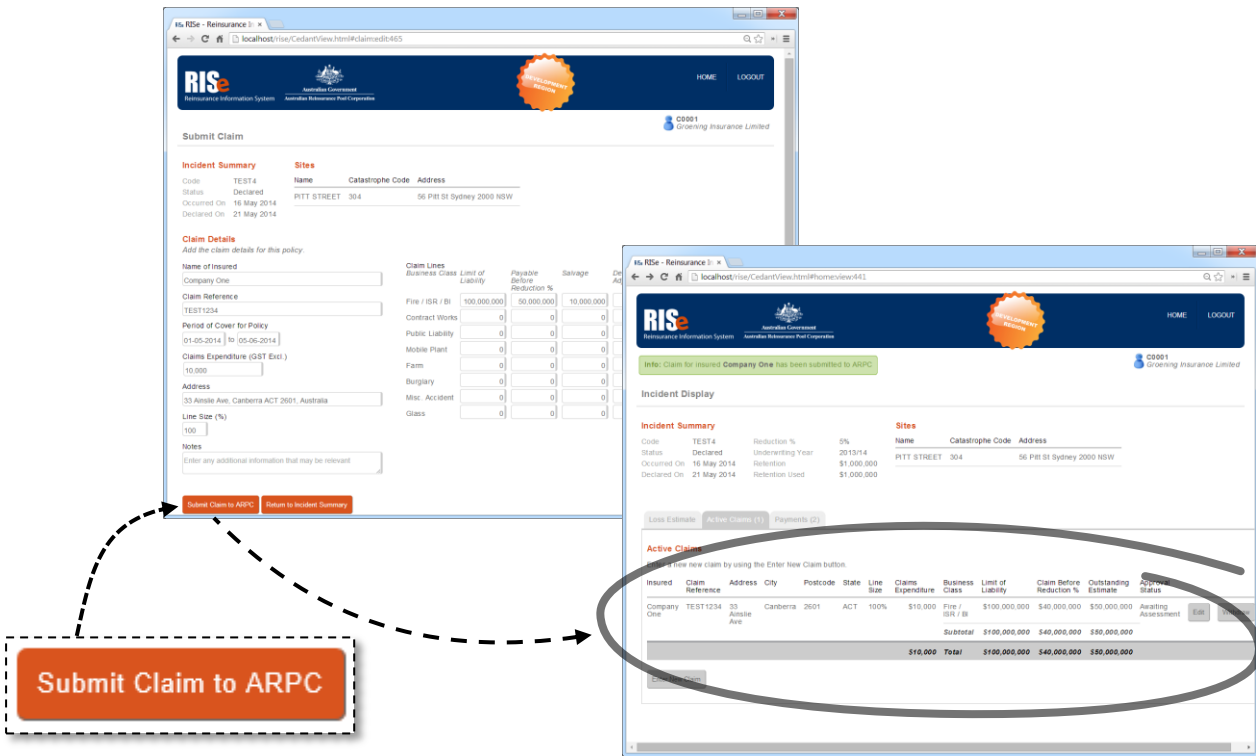 RISe - Reinsurance In ×
localhost/rise/CedantView.html#claim:edit:465
RISe
Reinsurance Information System
Australian Government
Australian Reinsurance Pool Corporation
DEVELOPMENT REGION
HOME LOGOUT
C0001
Groening Insurance Limited
Submit Claim
Incident Summary
Code TEST4
Status Declared
Occurred On 16 May 2014
Declared On 21 May 2014
Sites
Name Catastrophe Code Address
PITT STREET 304 56 Pitt St Sydney 2000 NSW
Claim Details
Add the claim details for this policy.
Name of Insured
Company One
Claim Reference
TEST1234
Period of Cover for Policy
01-05-2014 to 05-06-2014
Claims Expenditure (GST Excl.)
10,000
Address
33 Ainslie Ave, Canberra ACT 2601, Australia
Line Size (%)
100
Notes
Enter any additional information that may be relevant
Claim Lines
Business Class Limit of Liability Payable Before Reduction % Salvage
Fire / ISR / BI 100,000,000 50,000,000 10,000,000
Contract Works 0 0 0
Public Liability 0 0 0
Mobile Plant 0 0 0
Farm 0 0 0
Burglary 0 0 0
Misc. Accident 0 0 0
Glass 0 0 0
Submit Claim to ARPC Return to Incident Summary
Submit Claim to ARPC
RISe - Reinsurance In ×
localhost/rise/CedantView.html#home:view:441
RISe
Reinsurance Information System
Australian Government
Australian Reinsurance Pool Corporation
DEVELOPMENT REGION
HOME LOGOUT
Info: Claim for insured Company One has been submitted to ARPC
C0001
Groening Insurance Limited
Incident Display
Incident Summary
Code TEST4 Reduction % 5%
Status Declared Underwriting Year 2013/14
Occurred On 16 May 2014 Retention $1,000,000
Declared On 21 May 2014 Retention Used $1,000,000
Sites
Name Catastrophe Code Address
PITT STREET 304 56 Pitt St Sydney 2000 NSW
Loss Estimate Active Claims (1) Payments (2)
Active Claims
Enter a new new claim by using the Enter New Claim button.
Insured Claim Reference Address City Postcode State Line Size Claims Expenditure Business Class Limit of Liability Claim Before Reduction % Outstanding Estimate Approval Status
Company One TEST1234 33 Ainslie Ave Canberra 2601 ACT 100% $10,000 Fire / ISR / BI $100,000,000 $40,000,000 $50,000,000 Awaiting Assessment Edit Withdraw
Subtotal $100,000,000 $40,000,000 $50,000,000
$10,000 Total $100,000,000 $40,000,000 $50,000,000
Enter New Claim